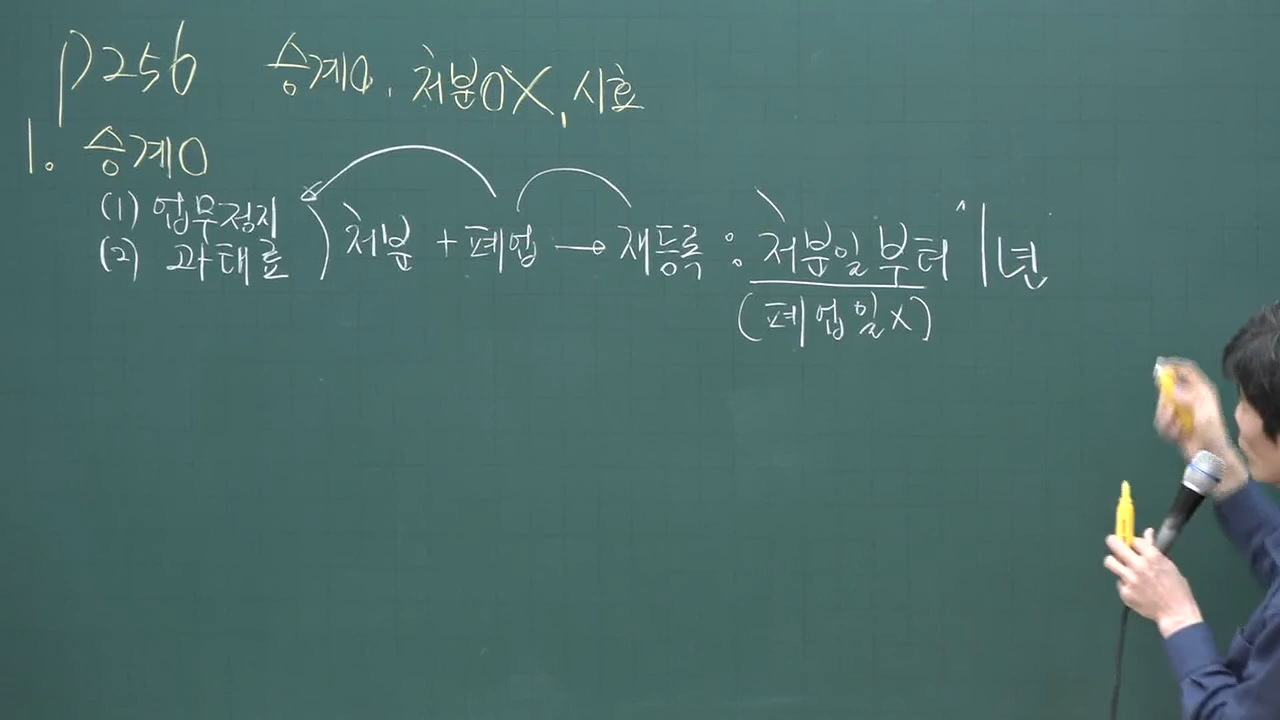 p256 승계O, 처분OX, 시효
1. 승계O
(1) 업무정지
(2) 과태료
) 처분 + 폐업 → 재등록 : 처분일부터 1년
(폐업일X)